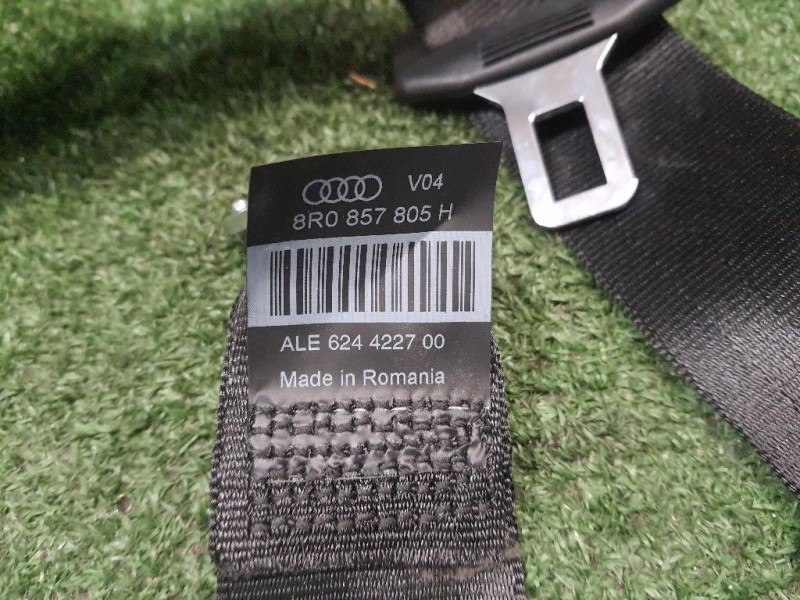 V04
8R0 857 805 H
ALE 624 4227 00
Made in Romania